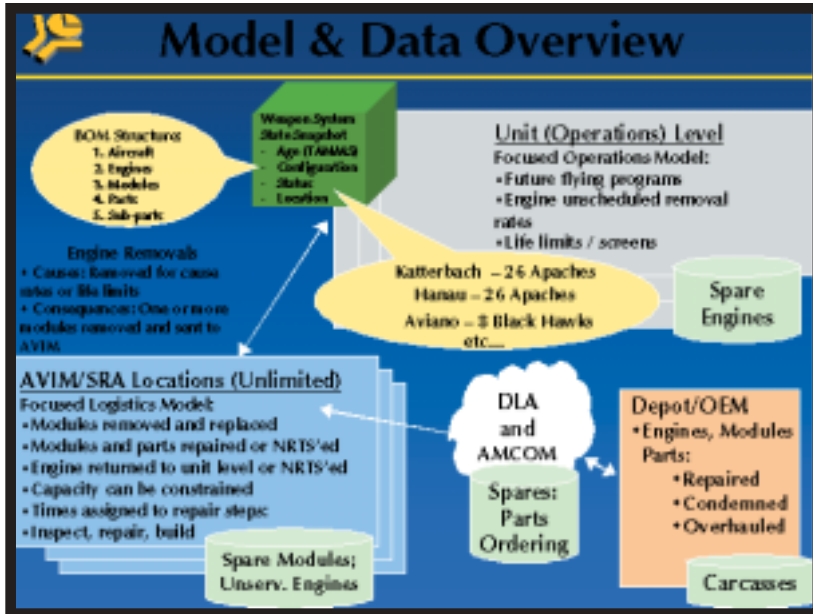 Model & Data Overview
BOM Structures
1. Aircraft
2. Engines
3. Modules
4. Parts
5. Sub-parts
Weapon System
State Snapshot
- Age (TAMMS)
- Configuration
- Status
- Location
Unit (Operations) Level
Focused Operations Model:
•Future flying programs
•Engine unscheduled removal
rates
•Life limits / screens
Engine Removals
• Causes: Removed for cause
rates or life limits
• Consequences: One or more
modules removed and sent to
AVIM
Katterbach – 26 Apaches
Hanau – 26 Apaches
Aviano – 8 Black Hawks
etc....
Spare
Engines
AVIM/SRA Locations (Unlimited)
Focused Logistics Model:
•Modules removed and replaced
•Modules and parts repaired or NRTS'ed
•Engine returned to unit level or NRTS'ed
•Capacity can be constrained
•Times assigned to repair steps:
•Inspect, repair, build
Spare Modules;
Unserv. Engines
DLA
and
AMCOM
Spares:
Parts
Ordering
Depot/OEM
•Engines, Modules
Parts:
•Repaired
•Condemned
•Overhauled
Carcasses